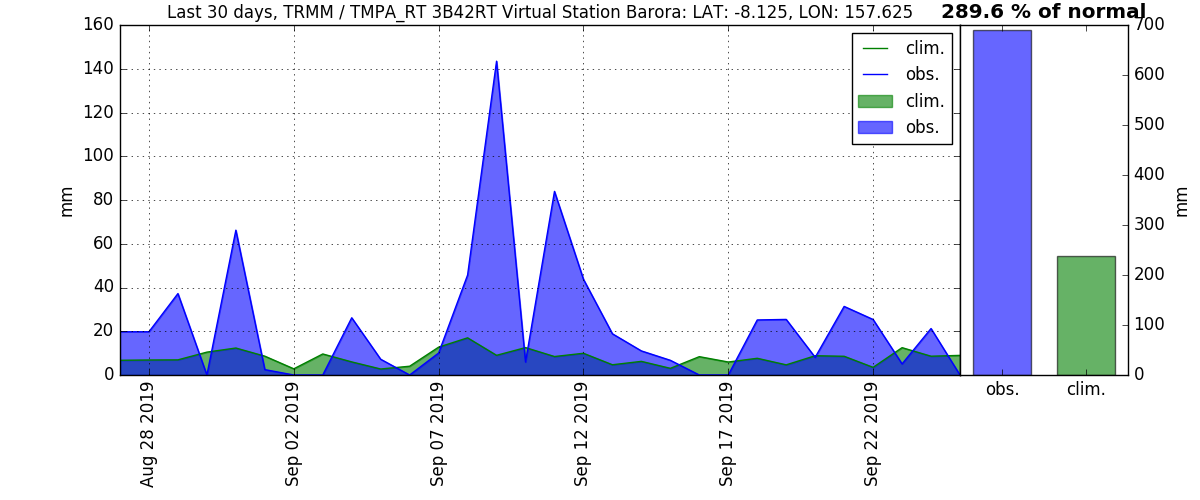 Last 30 days, TRMM / TMPA_RT 3B42RT Virtual Station Barora: LAT: -8.125, LON: 157.625
289.6 % of normal
160
140
120
100
80
60
40
20
0
mm
clim.
obs.
clim.
obs.
Aug 28 2019
Sep 02 2019
Sep 07 2019
Sep 12 2019
Sep 17 2019
Sep 22 2019
700
600
500
400
300
200
100
0
mm
obs.
clim.